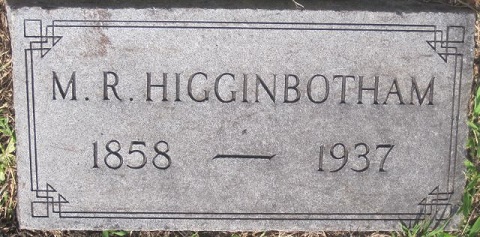 M. R. HIGGINBOTHAM
1858 — 1937